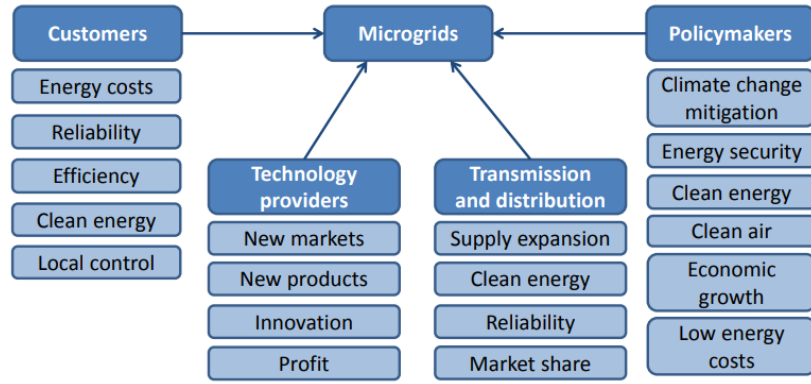 Customers
Microgrids
Policymakers
Energy costs
Reliability
Efficiency
Clean energy
Local control
Technology
providers
New markets
New products
Innovation
Profit
Transmission
and distribution
Supply expansion
Clean energy
Reliability
Market share
Climate change
mitigation
Energy security
Clean energy
Clean air
Economic
growth
Low energy
costs